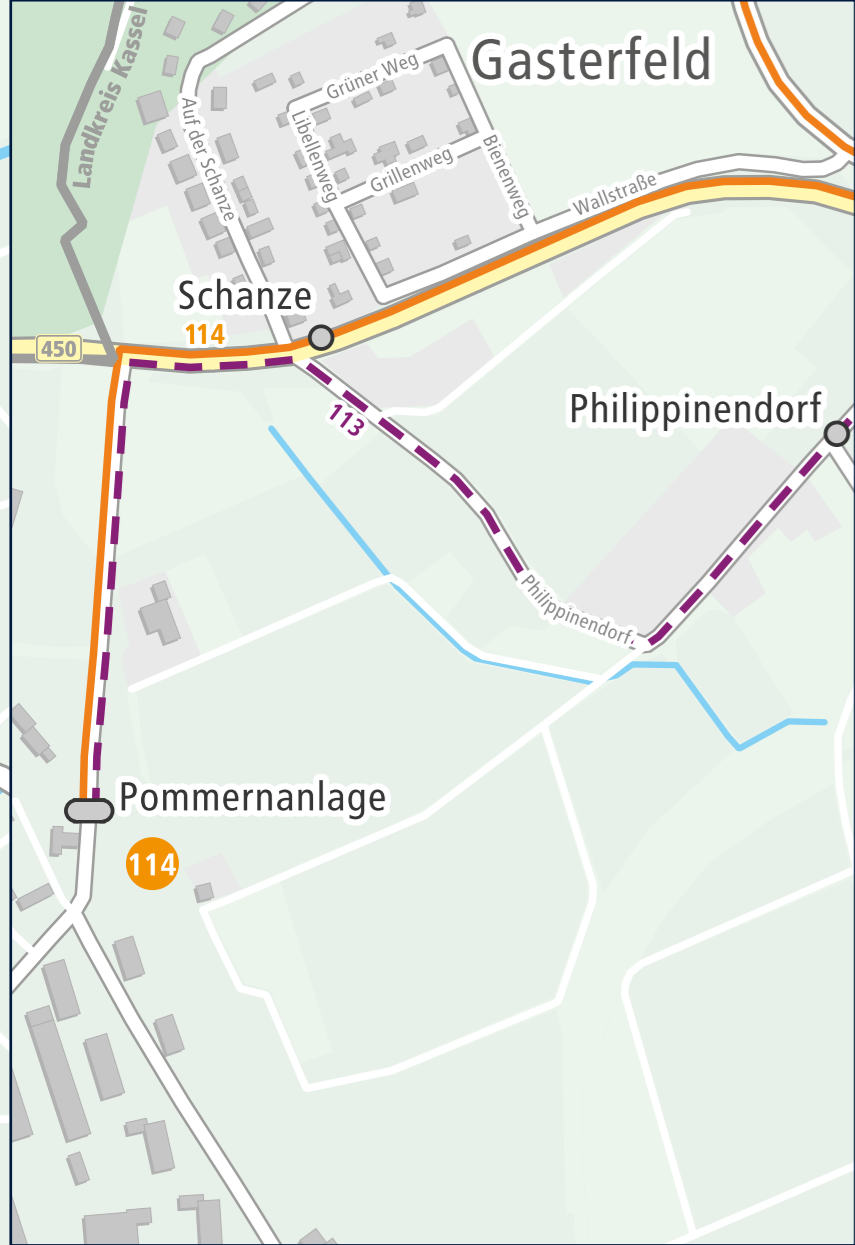 Landkreis Kassel
Gasterfeld
Grüner Weg
Auf der Schanze
Libellenweg
Grillenweg
Bienenweg
Wallstraße
Schanze
114
450
113
Philippinendorf
Philippinendorf
Pommernanlage
114